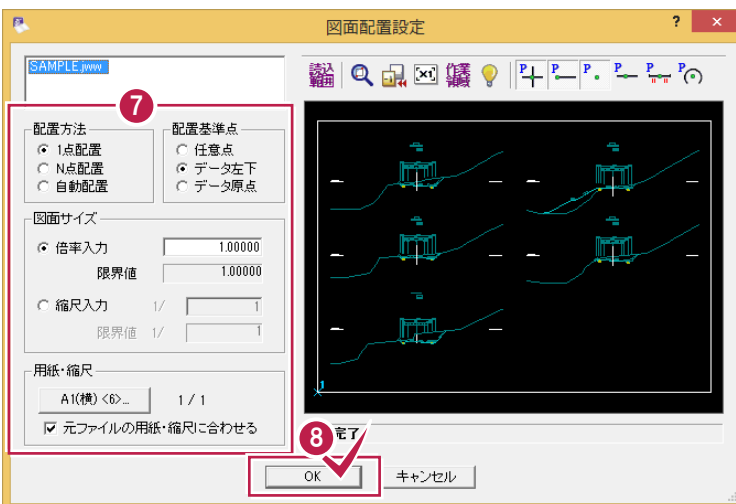 図面配置設定
? ×
SAMPLE.jww
読込範囲
×1
作業領域
P P P P P P
7
配置方法
1点配置
N点配置
自動配置
配置基準点
任意点
データ左下
データ原点
図面サイズ
倍率入力 1.00000
限界値 1.00000
縮尺入力 1/ 1
限界値 1/ 1
用紙・縮尺
A1(横) <6>... 1 / 1
元ファイルの用紙・縮尺に合わせる
1
8
完了
OK
キャンセル